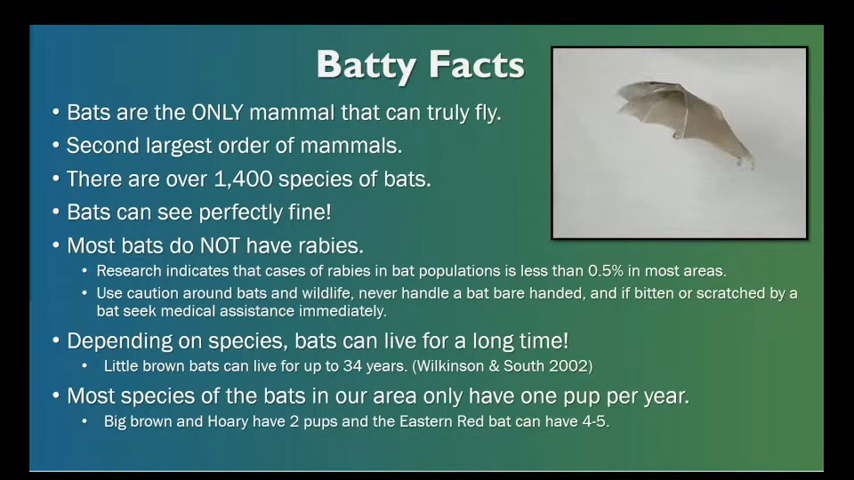 Batty Facts
• Bats are the ONLY mammal that can truly fly.
• Second largest order of mammals.
• There are over 1,400 species of bats.
• Bats can see perfectly fine!
• Most bats do NOT have rabies.
• Research indicates that cases of rabies in bat populations is less than 0.5% in most areas.
• Use caution around bats and wildlife, never handle a bat bare handed, and if bitten or scratched by a
bat seek medical assistance immediately.
• Depending on species, bats can live for a long time!
• Little brown bats can live for up to 34 years. (Wilkinson & South 2002)
• Most species of the bats in our area only have one pup per year.
• Big brown and Hoary have 2 pups and the Eastern Red bat can have 4-5.